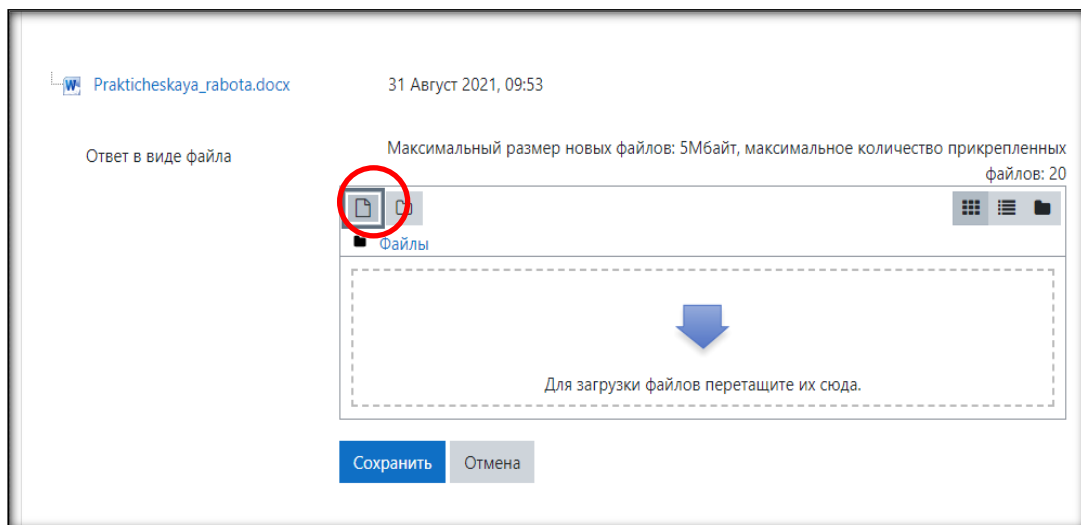 Prakticheskaya_rabota.docx 31 Август 2021, 09:53
Ответ в виде файла
Максимальный размер новых файлов: 5Мбайт, максимальное количество прикрепленных
файлов: 20
Файлы
Для загрузки файлов перетащите их сюда.
Сохранить Отмена